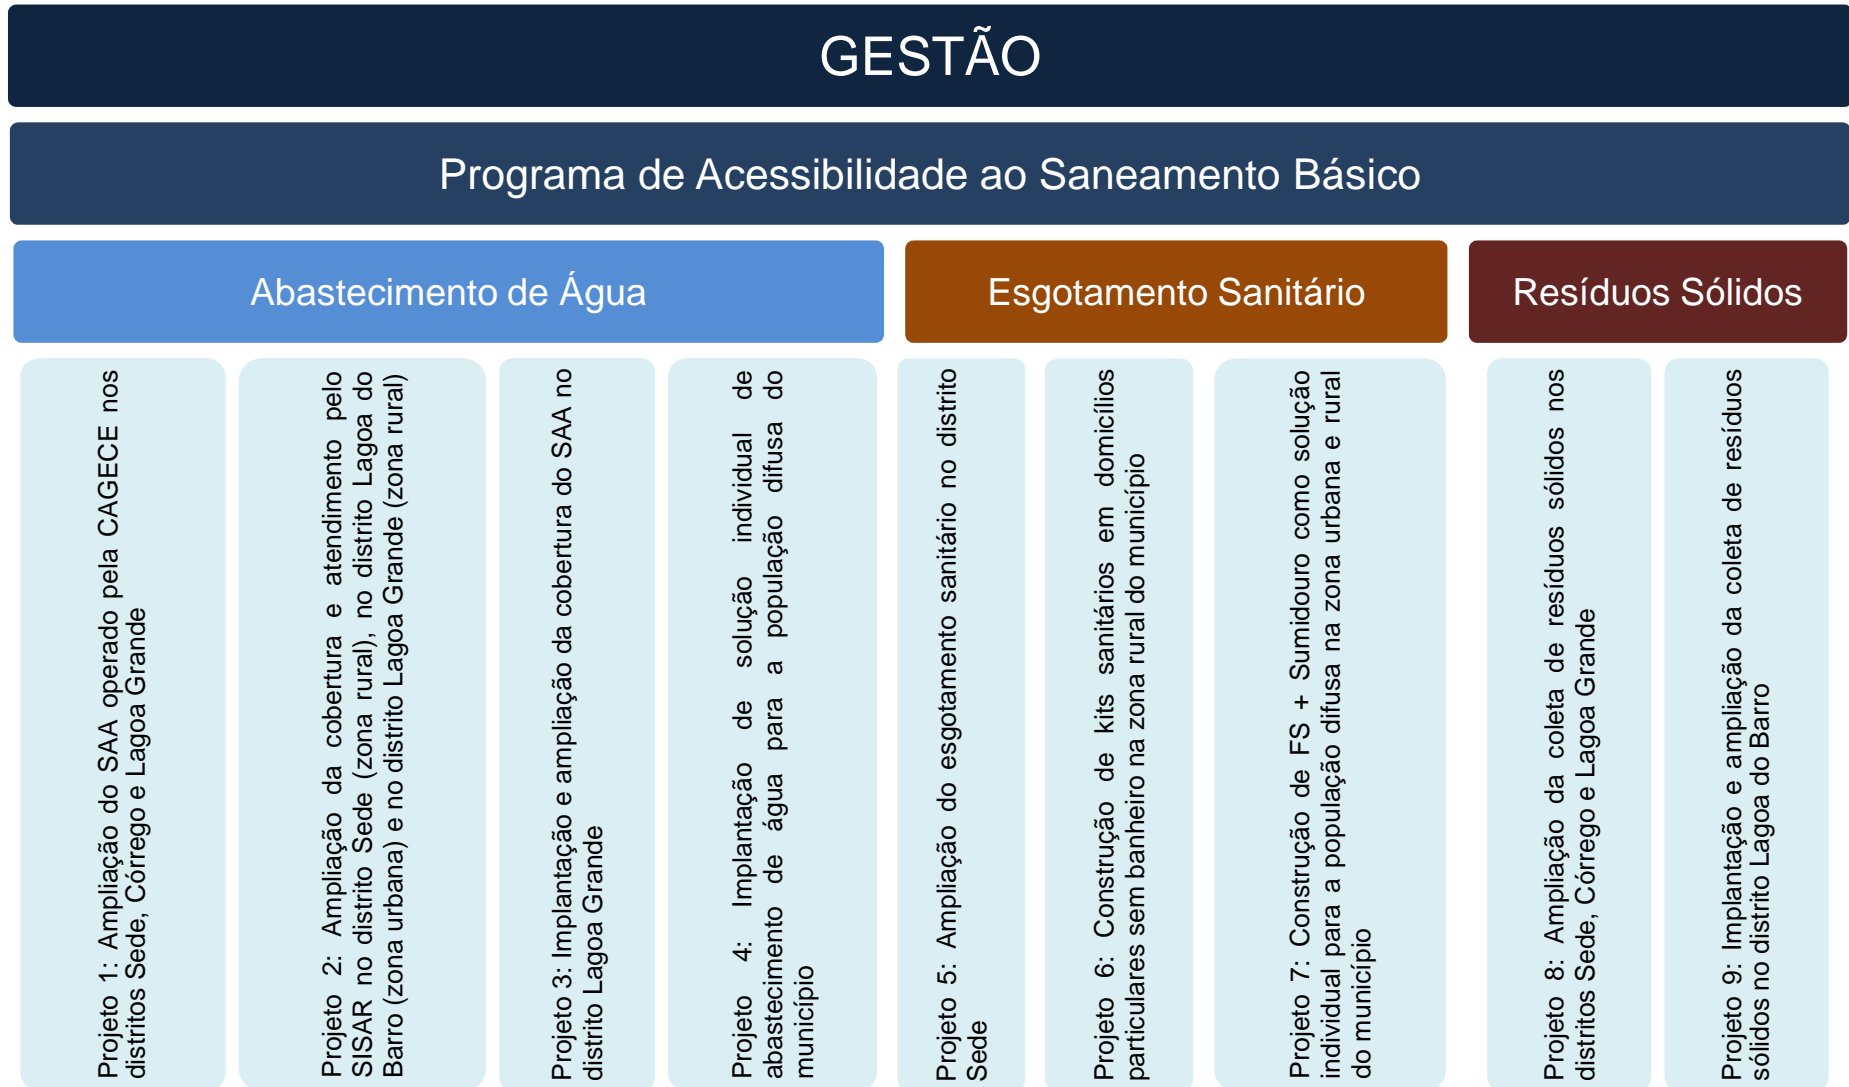 GESTÃO
Programa de Acessibilidade ao Saneamento Básico
Abastecimento de Água
Esgotamento Sanitário
Resíduos Sólidos
Projeto 1: Ampliação do SAA operado pela CAGECE nos
distritos Sede, Córrego e Lagoa Grande
Projeto 2: Ampliação da cobertura e atendimento pelo
SISAR no distrito Sede (zona rural), no distrito Lagoa do
Barro (zona urbana) e no distrito Lagoa Grande (zona rural)
Projeto 3: Implantação e ampliação da cobertura do SAA no
distrito Lagoa Grande
Projeto 4: Implantação de solução individual de
abastecimento de água para a população difusa do
município
Projeto 5: Ampliação do esgotamento sanitário no distrito
Sede
Projeto 6: Construção de kits sanitários em domicílios
particulares sem banheiro na zona rural do município
Projeto 7: Construção de FS + Sumidouro como solução
individual para a população difusa na zona urbana e rural
do município
Projeto 8: Ampliação da coleta de resíduos sólidos nos
distritos Sede, Córrego e Lagoa Grande
Projeto 9: Implantação e ampliação da coleta de resíduos
sólidos no distrito Lagoa do Barro